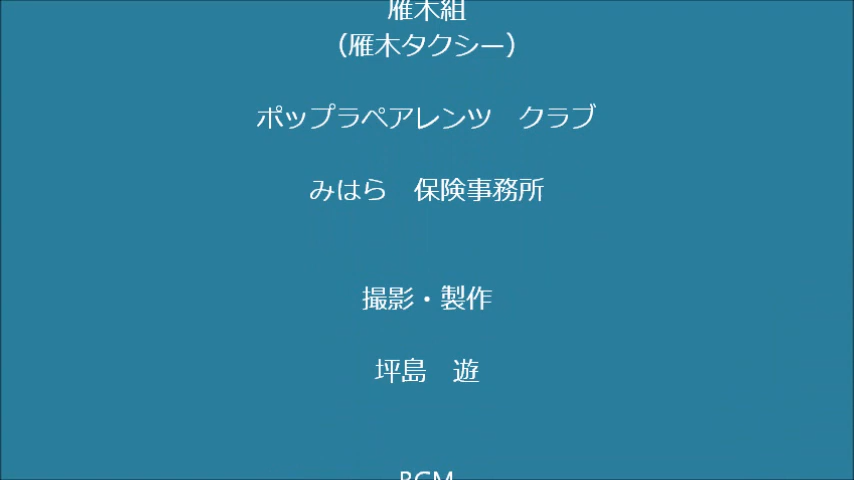 雁木組
（雁木タクシー）
ポップラペアレンツ　クラブ
みはら　保険事務所
撮影・製作
坪島　遊
BGM